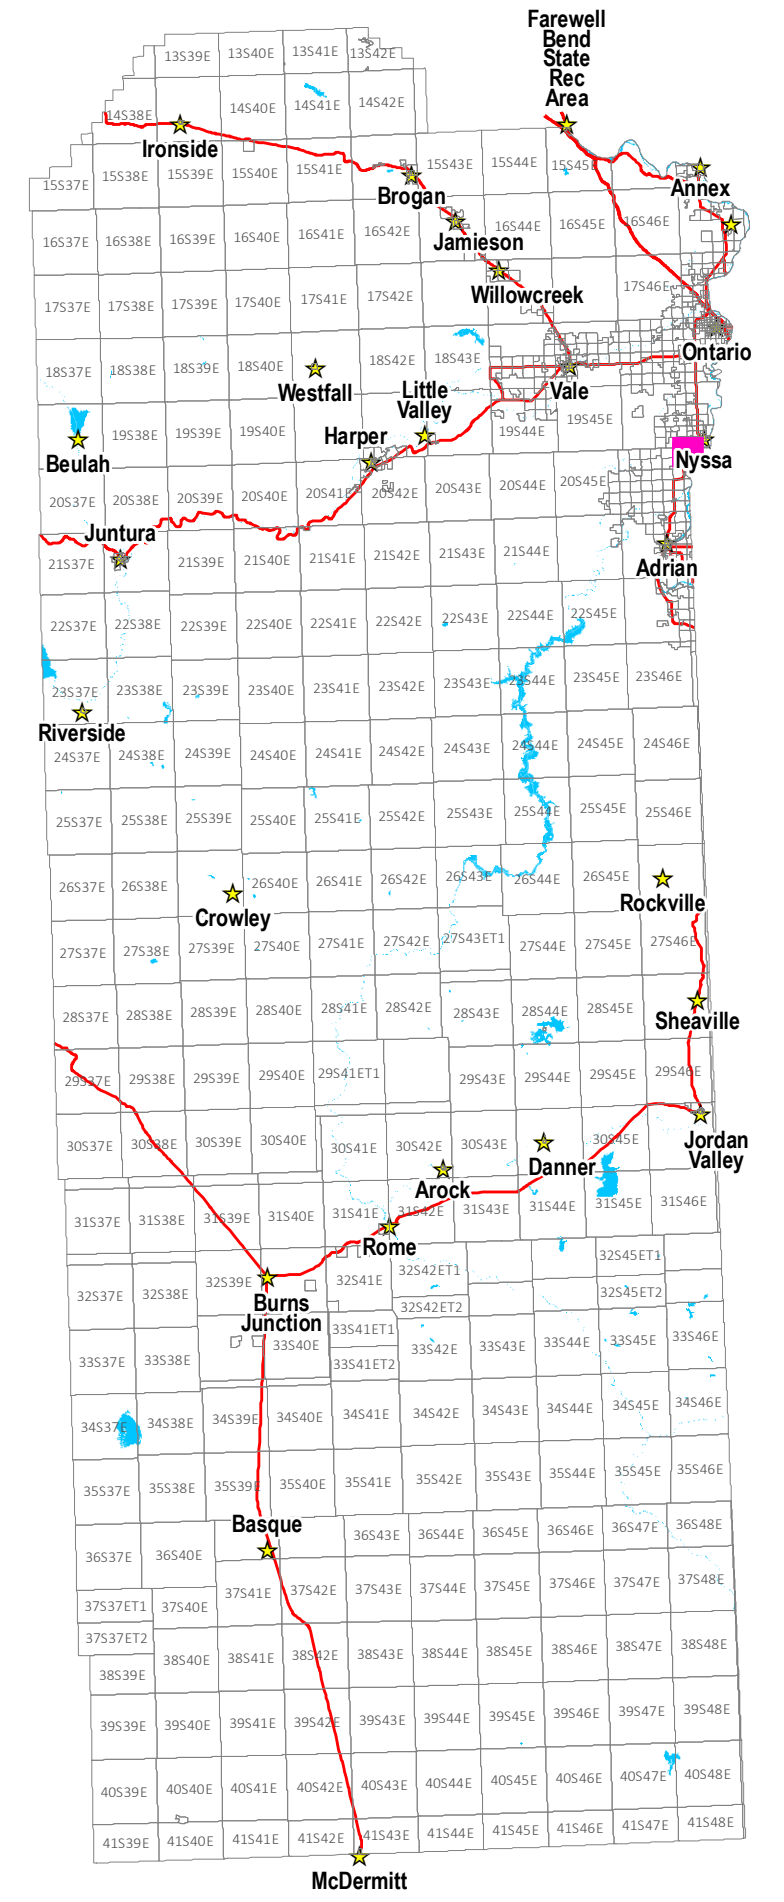 Farewell
Bend
State
Rec
Area
13S39E 13S40E 13S41E 13S42E
14S38E 14S40E 14S41E 14S42E
Ironside
15S37E 15S38E 15S39E 15S40E 15S41E 15S43E 15S44E 15S45E
Brogan
Annex
16S37E 16S38E 16S39E 16S40E 16S41E 16S42E 16S44E 16S45E 16S46E
Jamieson
17S37E 17S38E 17S39E 17S40E 17S41E 17S42E 17S46E
Willowcreek
Ontario
18S37E 18S38E 18S39E 18S40E 18S42E 18S43E
Westfall
Little
Valley
Vale
19S38E 19S39E 19S40E 19S44E 19S45E
Beulah
Harper
Nyssa
20S37E 20S38E 20S39E 20S40E 20S41E 20S42E 20S43E 20S44E 20S45E
Juntura
21S37E 21S39E 21S40E 21S41E 21S42E 21S43E 21S44E
Adrian
22S37E 22S38E 22S39E 22S40E 22S41E 22S42E 22S43E 22S44E 22S45E
23S37E 23S38E 23S39E 23S40E 23S41E 23S42E 23S43E 23S44E 23S45E 23S46E
Riverside
24S37E 24S38E 24S39E 24S40E 24S41E 24S42E 24S43E 24S44E 24S45E 24S46E
25S37E 25S38E 25S39E 25S40E 25S41E 25S42E 25S43E 25S44E 25S45E 25S46E
26S37E 26S38E 26S40E 26S41E 26S42E 26S43E 26S44E 26S45E
Crowley
Rockville
27S37E 27S38E 27S39E 27S40E 27S41E 27S42E 27S43ET1 27S44E 27S45E 27S46E
28S37E 28S38E 28S39E 28S40E 28S41E 28S42E 28S43E 28S44E 28S45E
Sheaville
29S37E 29S38E 29S39E 29S40E 29S41ET1 29S43E 29S44E 29S45E 29S46E
30S37E 30S38E 30S39E 30S40E 30S41E 30S42E 30S43E 30S45E
Jordan
Valley
Danner
Arock
31S37E 31S38E 31S39E 31S40E 31S41E 31S42E 31S43E 31S44E 31S45E 31S46E
Rome
32S37E 32S38E 32S39E 32S41E 32S42ET1 32S45ET1
32S42ET2 32S45ET2
Burns
Junction
33S41ET1
33S37E 33S38E 33S40E 33S42E 33S43E 33S44E 33S45E 33S46E
33S41ET2
34S37E 34S38E 34S39E 34S40E 34S41E 34S42E 34S43E 34S44E 34S45E 34S46E
35S37E 35S38E 35S39E 35S40E 35S41E 35S42E 35S43E 35S44E 35S45E 35S46E
Basque
36S37E 36S40E 36S43E 36S44E 36S45E 36S46E 36S47E 36S48E
37S37ET1 37S40E 37S41E 37S42E 37S43E 37S44E 37S45E 37S46E 37S47E 37S48E
37S37ET2
38S39E 38S40E 38S41E 38S42E 38S43E 38S44E 38S45E 38S46E 38S47E 38S48E
39S39E 39S40E 39S41E 39S42E 39S43E 39S44E 39S45E 39S46E 39S47E 39S48E
40S39E 40S40E 40S41E 40S42E 40S43E 40S44E 40S45E 40S46E 40S47E 40S48E
41S39E 41S40E 41S41E 41S42E 41S43E 41S44E 41S45E 41S46E 41S47E 41S48E
McDermitt